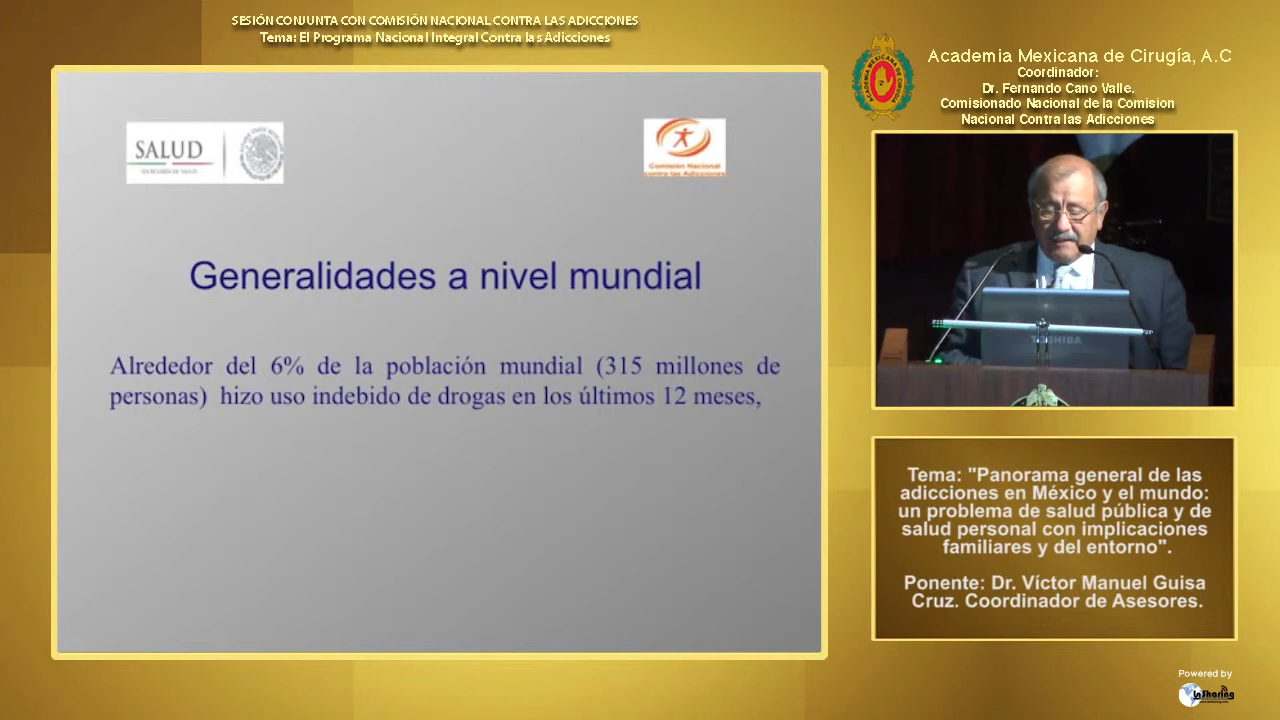 SESIÓN CONJUNTA CON COMISIÓN NACIONAL CONTRA LAS ADICCIONES
Tema: El Programa Nacional Integral Contra las Adicciones
Academia Mexicana de Cirugía, A.C
Coordinador:
Dr. Fernando Cano Valle.
Comisionado Nacional de la Comision
Nacional Contra las Adicciones
SALUD
SECRETARÍA DE SALUD
Comisión Nacional
contra las Adicciones
Generalidades a nivel mundial
Alrededor del 6% de la población mundial (315 millones de
personas) hizo uso indebido de drogas en los últimos 12 meses,
TOSHIBA
Tema: "Panorama general de las
adicciones en México y el mundo:
un problema de salud pública y de
salud personal con implicaciones
familiares y del entorno".
Ponente: Dr. Víctor Manuel Guisa
Cruz. Coordinador de Asesores.
Powered by
InSharing